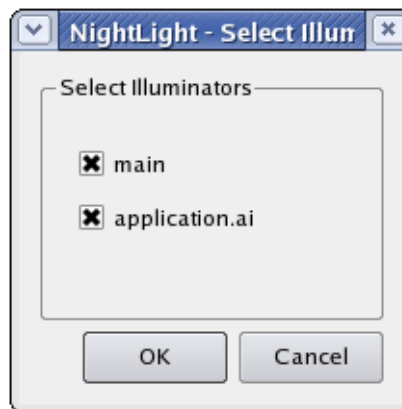 NightLight - Select Illum
Select Illuminators
main
application.ai
OK
Cancel